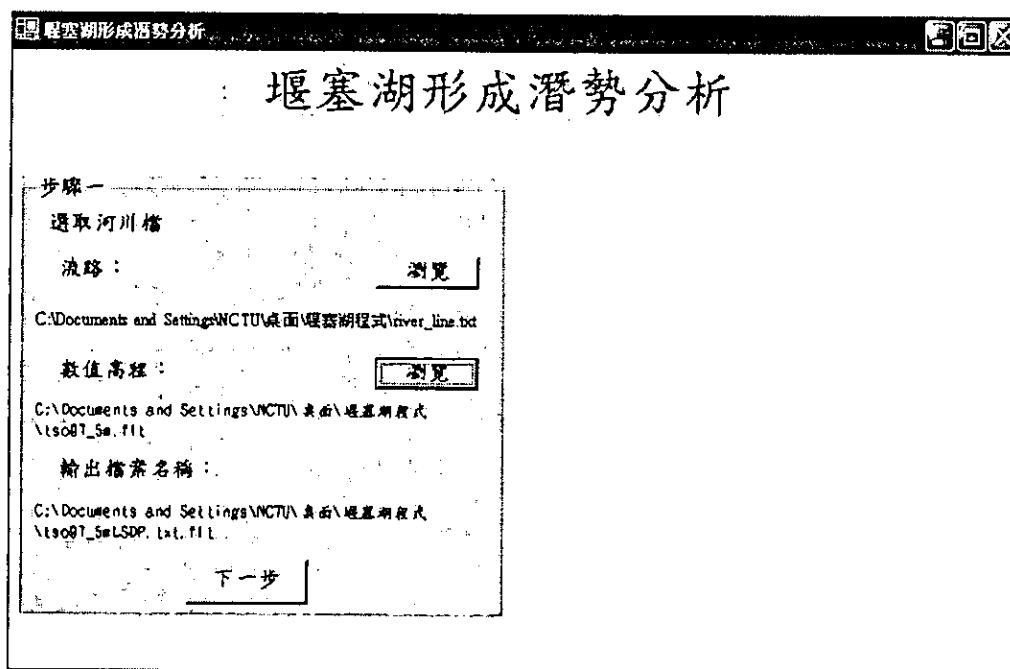 堰塞湖形成潛勢分析
堰塞湖形成潛勢分析
步驟一
選取河川檔
流路：
瀏覽
C:\Documents and Settings\NCTU\桌面\堰塞湖程式\river_line.txt
數值高程：
瀏覽
C:\Documents and Settings\NCTU\桌面\堰塞湖程式
\tso97_5m.flt
輸出檔案名稱：
C:\Documents and Settings\NCTU\桌面\堰塞湖程式
\tso97_5mLSDP.txt.flt
下一步